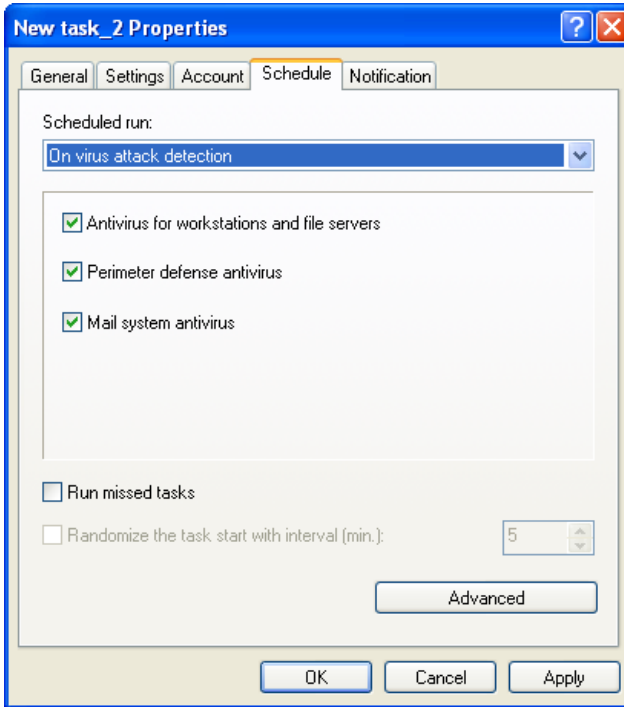 New task_2 Properties
General Settings Account Schedule Notification
Scheduled run:
On virus attack detection
Antivirus for workstations and file servers
Perimeter defense antivirus
Mail system antivirus
Run missed tasks
Randomize the task start with interval (min.): 5
Advanced
OK Cancel Apply